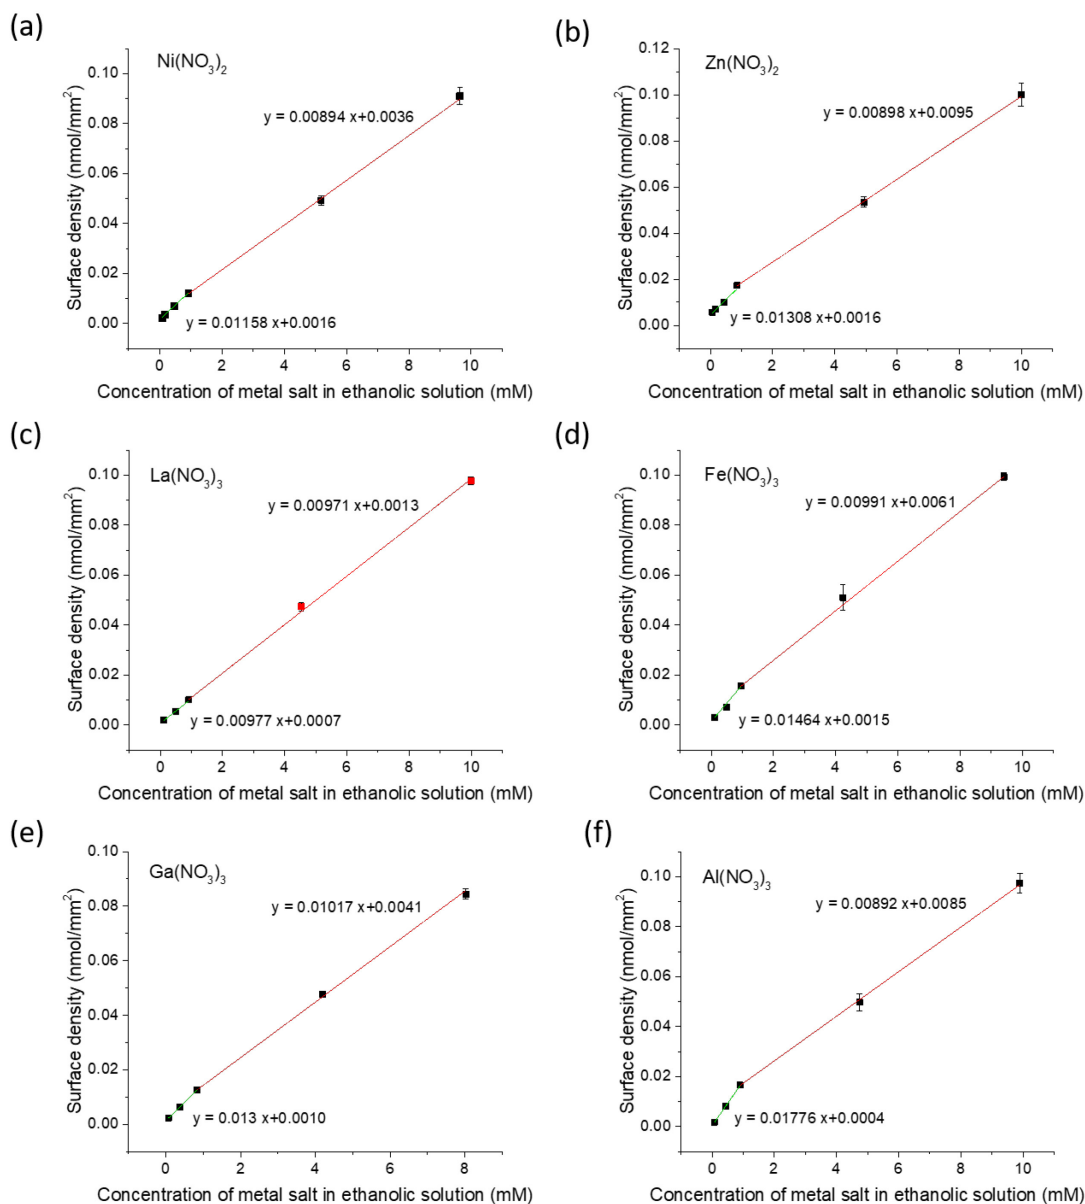 (a)
Ni(NO3)2
y = 0.00894 x+0.0036
y = 0.01158 x+0.0016
Surface density (nmol/mm2)
0.10
0.08
0.06
0.04
0.02
0.00
0 2 4 6 8 10
Concentration of metal salt in ethanolic solution (mM)
(b)
Zn(NO3)2
y = 0.00898 x+0.0095
y = 0.01308 x+0.0016
Surface density (nmol/mm2)
0.12
0.10
0.08
0.06
0.04
0.02
0.00
0 2 4 6 8 10
Concentration of metal salt in ethanolic solution (mM)
(c)
La(NO3)3
y = 0.00971 x+0.0013
y = 0.00977 x+0.0007
Surface density (nmol/mm2)
0.10
0.08
0.06
0.04
0.02
0.00
0 2 4 6 8 10
Concentration of metal salt in ethanolic solution (mM)
(d)
Fe(NO3)3
y = 0.00991 x+0.0061
y = 0.01464 x+0.0015
Surface density (nmol/mm2)
0.10
0.08
0.06
0.04
0.02
0.00
0 2 4 6 8 10
Concentration of metal salt in ethanolic solution (mM)
(e)
Ga(NO3)3
y = 0.01017 x+0.0041
y = 0.013 x+0.0010
Surface density (nmol/mm2)
0.10
0.08
0.06
0.04
0.02
0.00
0 2 4 6 8
Concentration of metal salt in ethanolic solution (mM)
(f)
Al(NO3)3
y = 0.00892 x+0.0085
y = 0.01776 x+0.0004
Surface density (nmol/mm2)
0.10
0.08
0.06
0.04
0.02
0.00
0 2 4 6 8 10
Concentration of metal salt in ethanolic solution (mM)